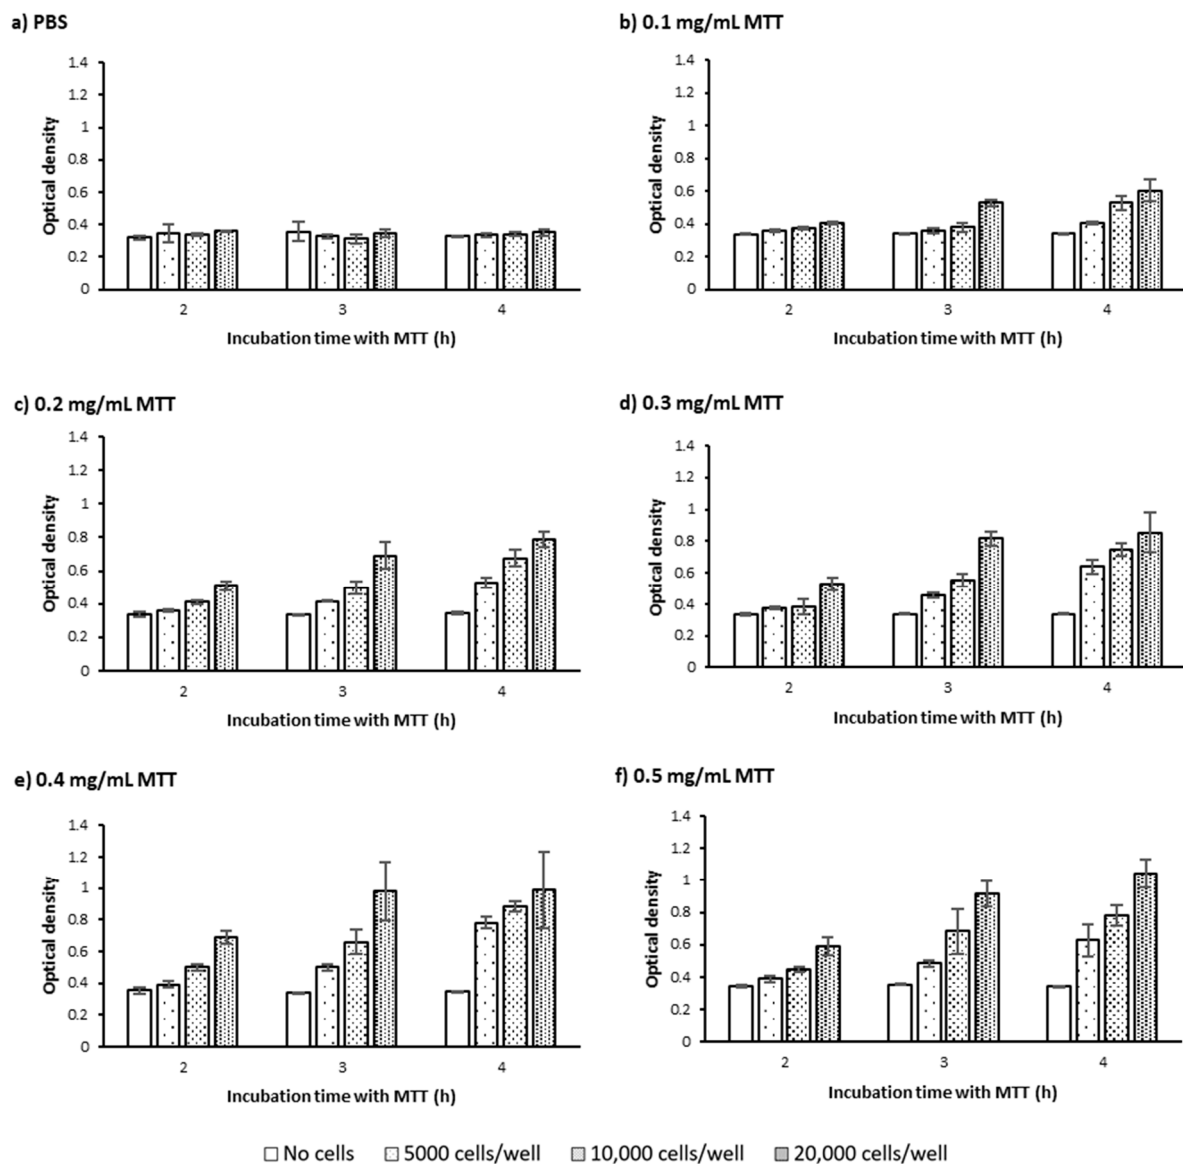 a) PBS
1.4
1.2
1
0.8
0.6
0.4
0.2
0
Optical density
2 3 4
Incubation time with MTT (h)
b) 0.1 mg/mL MTT
1.4
1.2
1
0.8
0.6
0.4
0.2
0
Optical density
2 3 4
Incubation time with MTT (h)
c) 0.2 mg/mL MTT
1.4
1.2
1
0.8
0.6
0.4
0.2
0
Optical density
2 3 4
Incubation time with MTT (h)
d) 0.3 mg/mL MTT
1.4
1.2
1
0.8
0.6
0.4
0.2
0
Optical density
2 3 4
Incubation time with MTT (h)
e) 0.4 mg/mL MTT
1.4
1.2
1
0.8
0.6
0.4
0.2
0
Optical density
2 3 4
Incubation time with MTT (h)
f) 0.5 mg/mL MTT
1.4
1.2
1
0.8
0.6
0.4
0.2
0
Optical density
2 3 4
Incubation time with MTT (h)
No cells 5000 cells/well 10,000 cells/well 20,000 cells/well